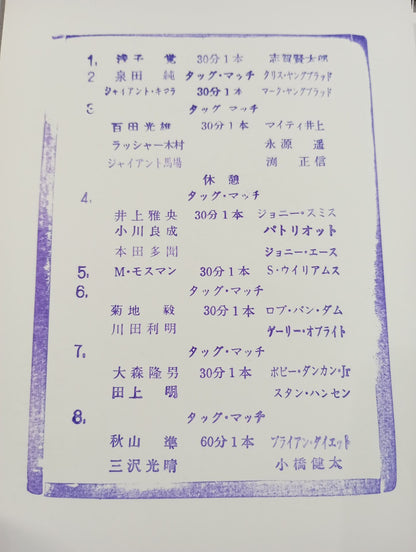 1. 浅子 覚 30分1本 志賀賢太郎
2 泉田 純 タッグ・マッチ クリス・ヤングブラッド
ジャイアント・キマラ 30分1本 マーク・ヤングブラッド
3 タッグ マッチ
百田光雄 30分1本 マイティ井上
ラッシャー木村 永源 遥
ジャイアント馬場 渕 正信
休憩
4. タッグ・マッチ
井上雅央 30分1本 ジョニー・スミス
小川良成 パトリオット
本田多聞 ジョニー・エース
5. M・モスマン 30分1本 S・ウイリアムス
6. タッグ・マッチ
菊地 毅 30分1本 ロブ・バン・ダム
川田利明 ゲーリー・オブライト
7. タッグ・マッチ
大森隆男 30分1本 ボビー・ダンカン・Jr
田上 明 スタン・ハンセン
8. タッグ・マッチ
秋山 準 60分1本 ブライアン・ダイエット
三沢光晴 小橋健太